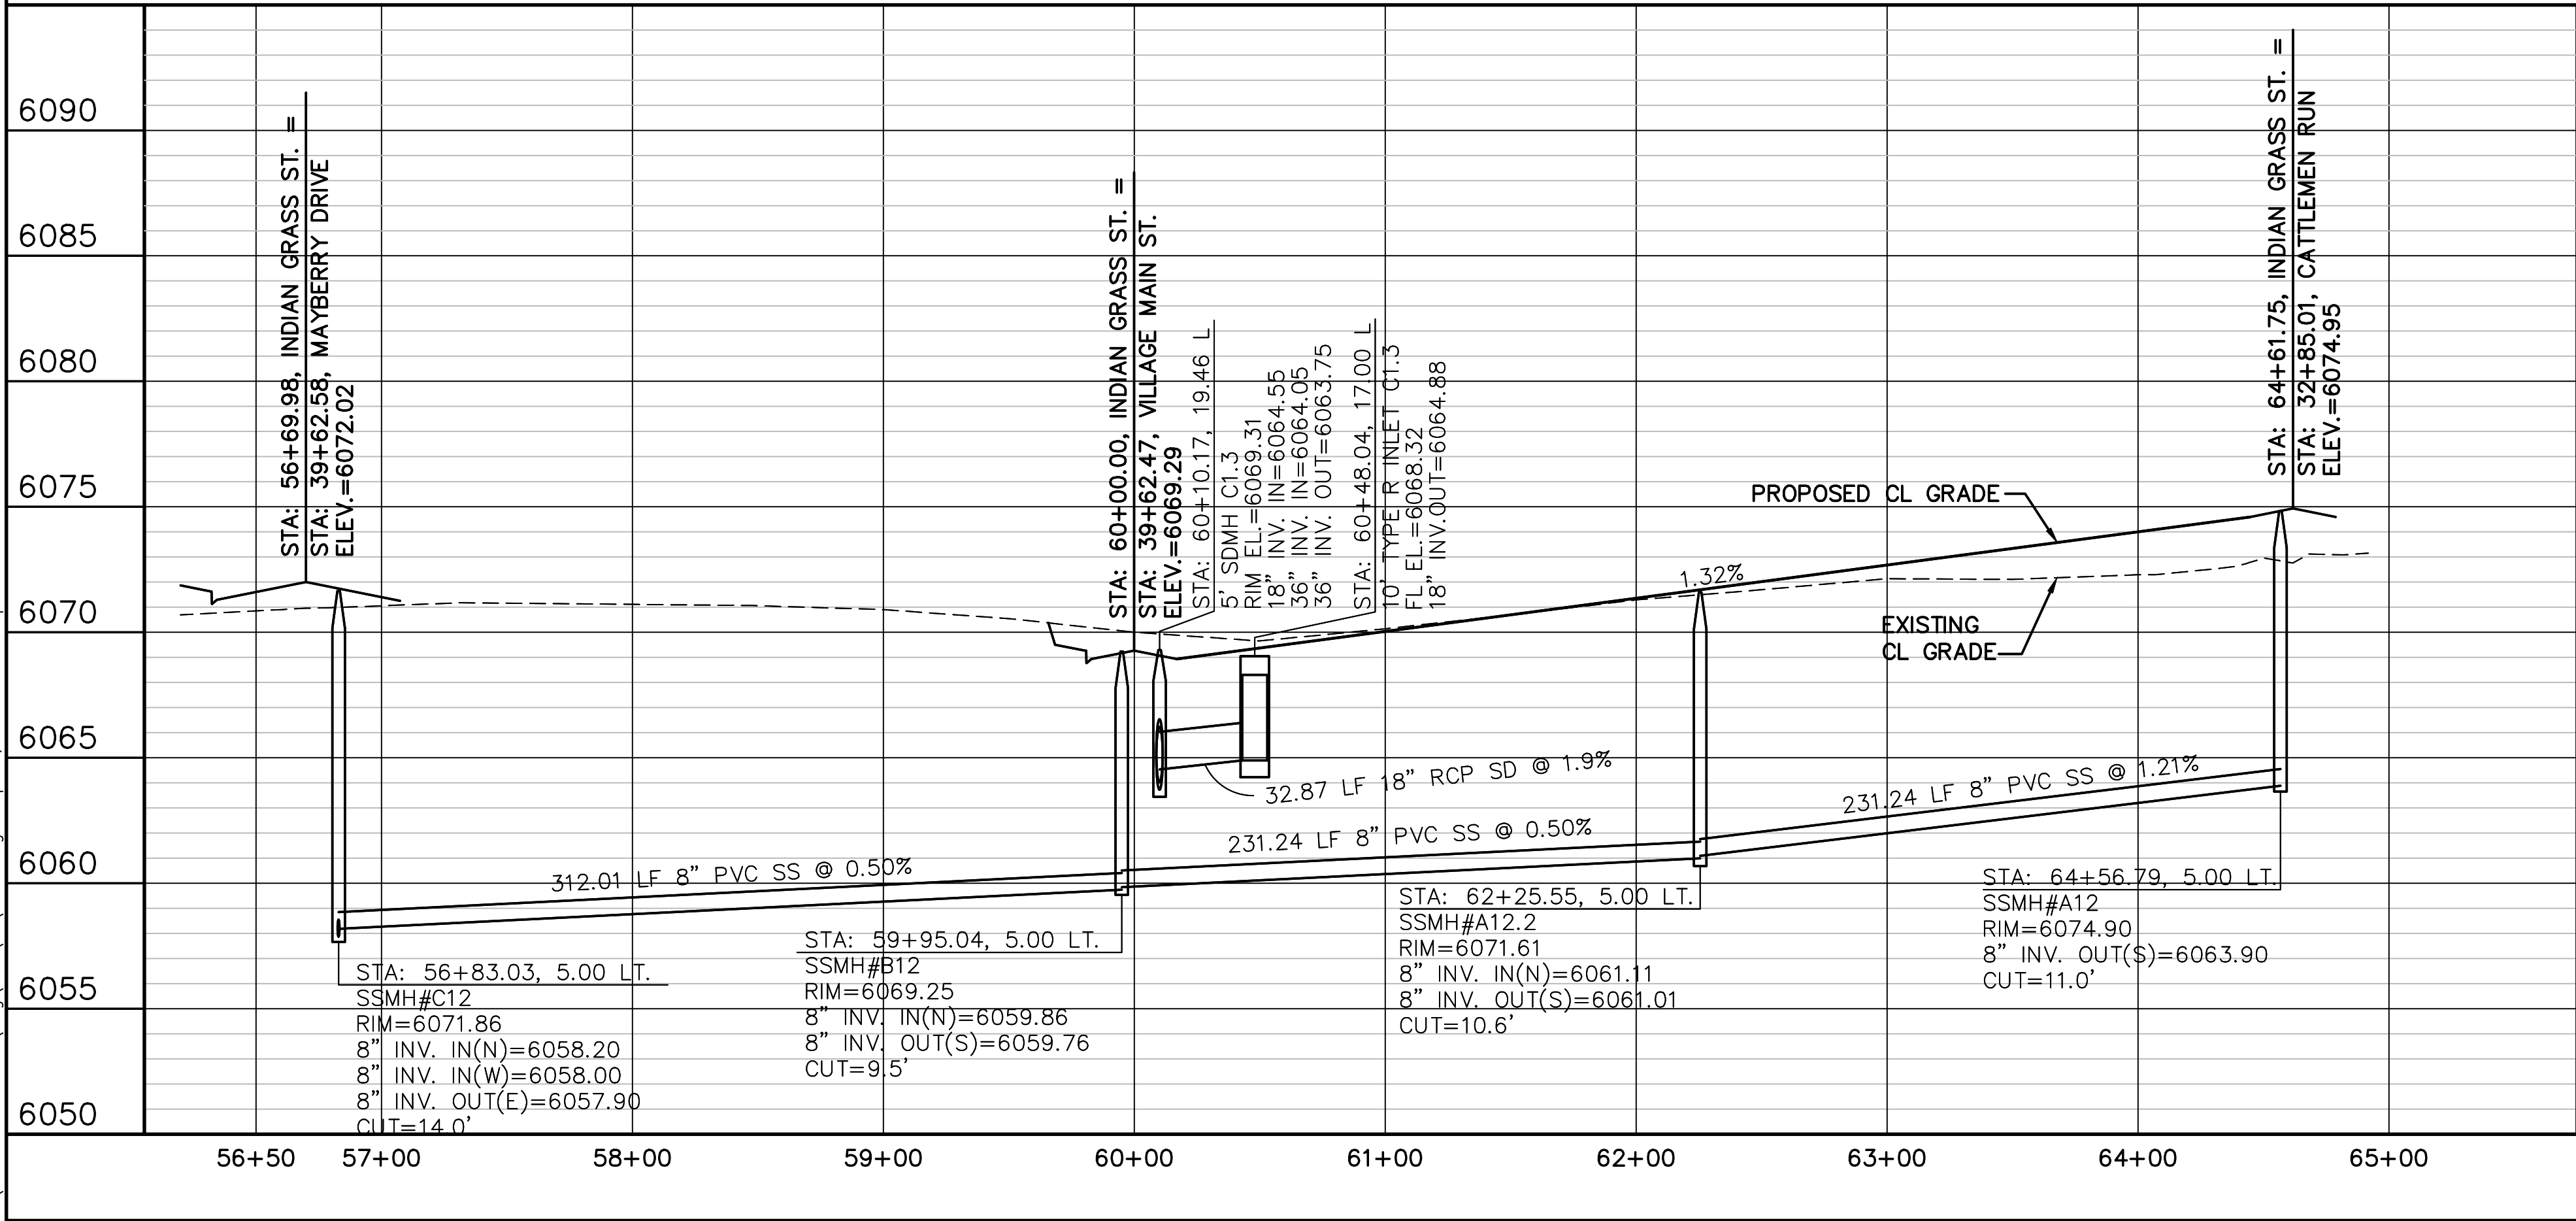 6090
6085
6080
6075
6070
6065
6060
6055
6050
STA: 56+69.98, INDIAN GRASS ST. =
STA: 39+62.58, MAYBERRY DRIVE
ELEV.=6072.02
STA: 60+00.00, INDIAN GRASS ST. =
STA: 39+62.47, VILLAGE MAIN ST.
ELEV.=6069.29
STA: 60+10.17, 19.46 L
5' SDMH C1.3
RIM EL.=6069.31
18" INV. IN=6064.55
36" INV. IN=6064.05
36" INV. OUT=6063.75
STA: 60+48.04, 17.00 L
10' TYPE R INLET C1.3
FL. EL.=6068.32
18" INV.OUT=6064.88
STA: 64+61.75, INDIAN GRASS ST. =
STA: 32+85.01, CATTLEMEN RUN
ELEV.=6074.95
PROPOSED CL GRADE
1.32%
EXISTING
CL GRADE
32.87 LF 18" RCP SD @ 1.9%
312.01 LF 8" PVC SS @ 0.50%
231.24 LF 8" PVC SS @ 0.50%
231.24 LF 8" PVC SS @ 1.21%
STA: 56+83.03, 5.00 LT.
SSMH#C12
RIM=6071.86
8" INV. IN(N)=6058.20
8" INV. IN(W)=6058.00
8" INV. OUT(E)=6057.90
CUT=14.0'
STA: 59+95.04, 5.00 LT.
SSMH#B12
RIM=6069.25
8" INV. IN(N)=6059.86
8" INV. OUT(S)=6059.76
CUT=9.5'
STA: 62+25.55, 5.00 LT.
SSMH#A12.2
RIM=6071.61
8" INV. IN(N)=6061.11
8" INV. OUT(S)=6061.01
CUT=10.6'
STA: 64+56.79, 5.00 LT.
SSMH#A12
RIM=6074.90
8" INV. OUT(S)=6063.90
CUT=11.0'
56+50 57+00 58+00 59+00 60+00 61+00 62+00 63+00 64+00 65+00